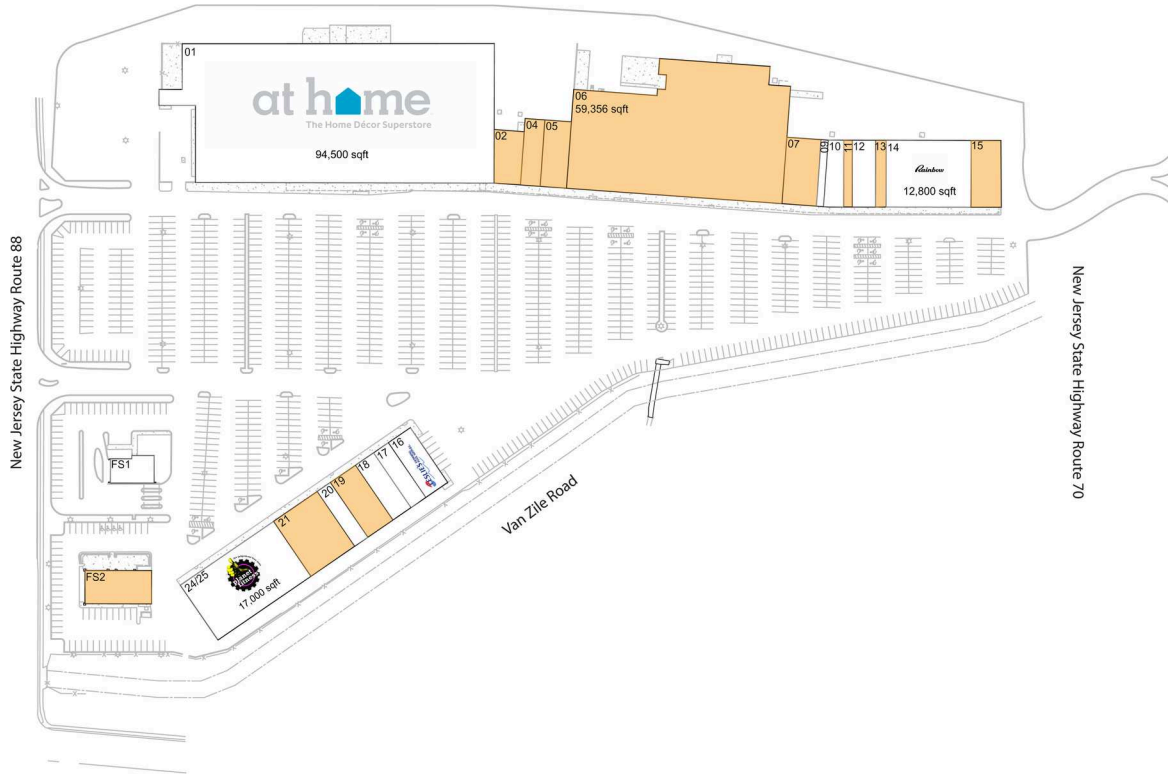 01
at home
The Home Décor Superstore
94,500 sqft
02
04
05
06
59,356 sqft
07
09
10
11
12
13
14
Rainbow
12,800 sqft
15
New Jersey State Highway Route 88
New Jersey State Highway Route 70
Van Zile Road
FS1
FS2
16
17
18
19
20
21
24/25
planet fitness
17,000 sqft